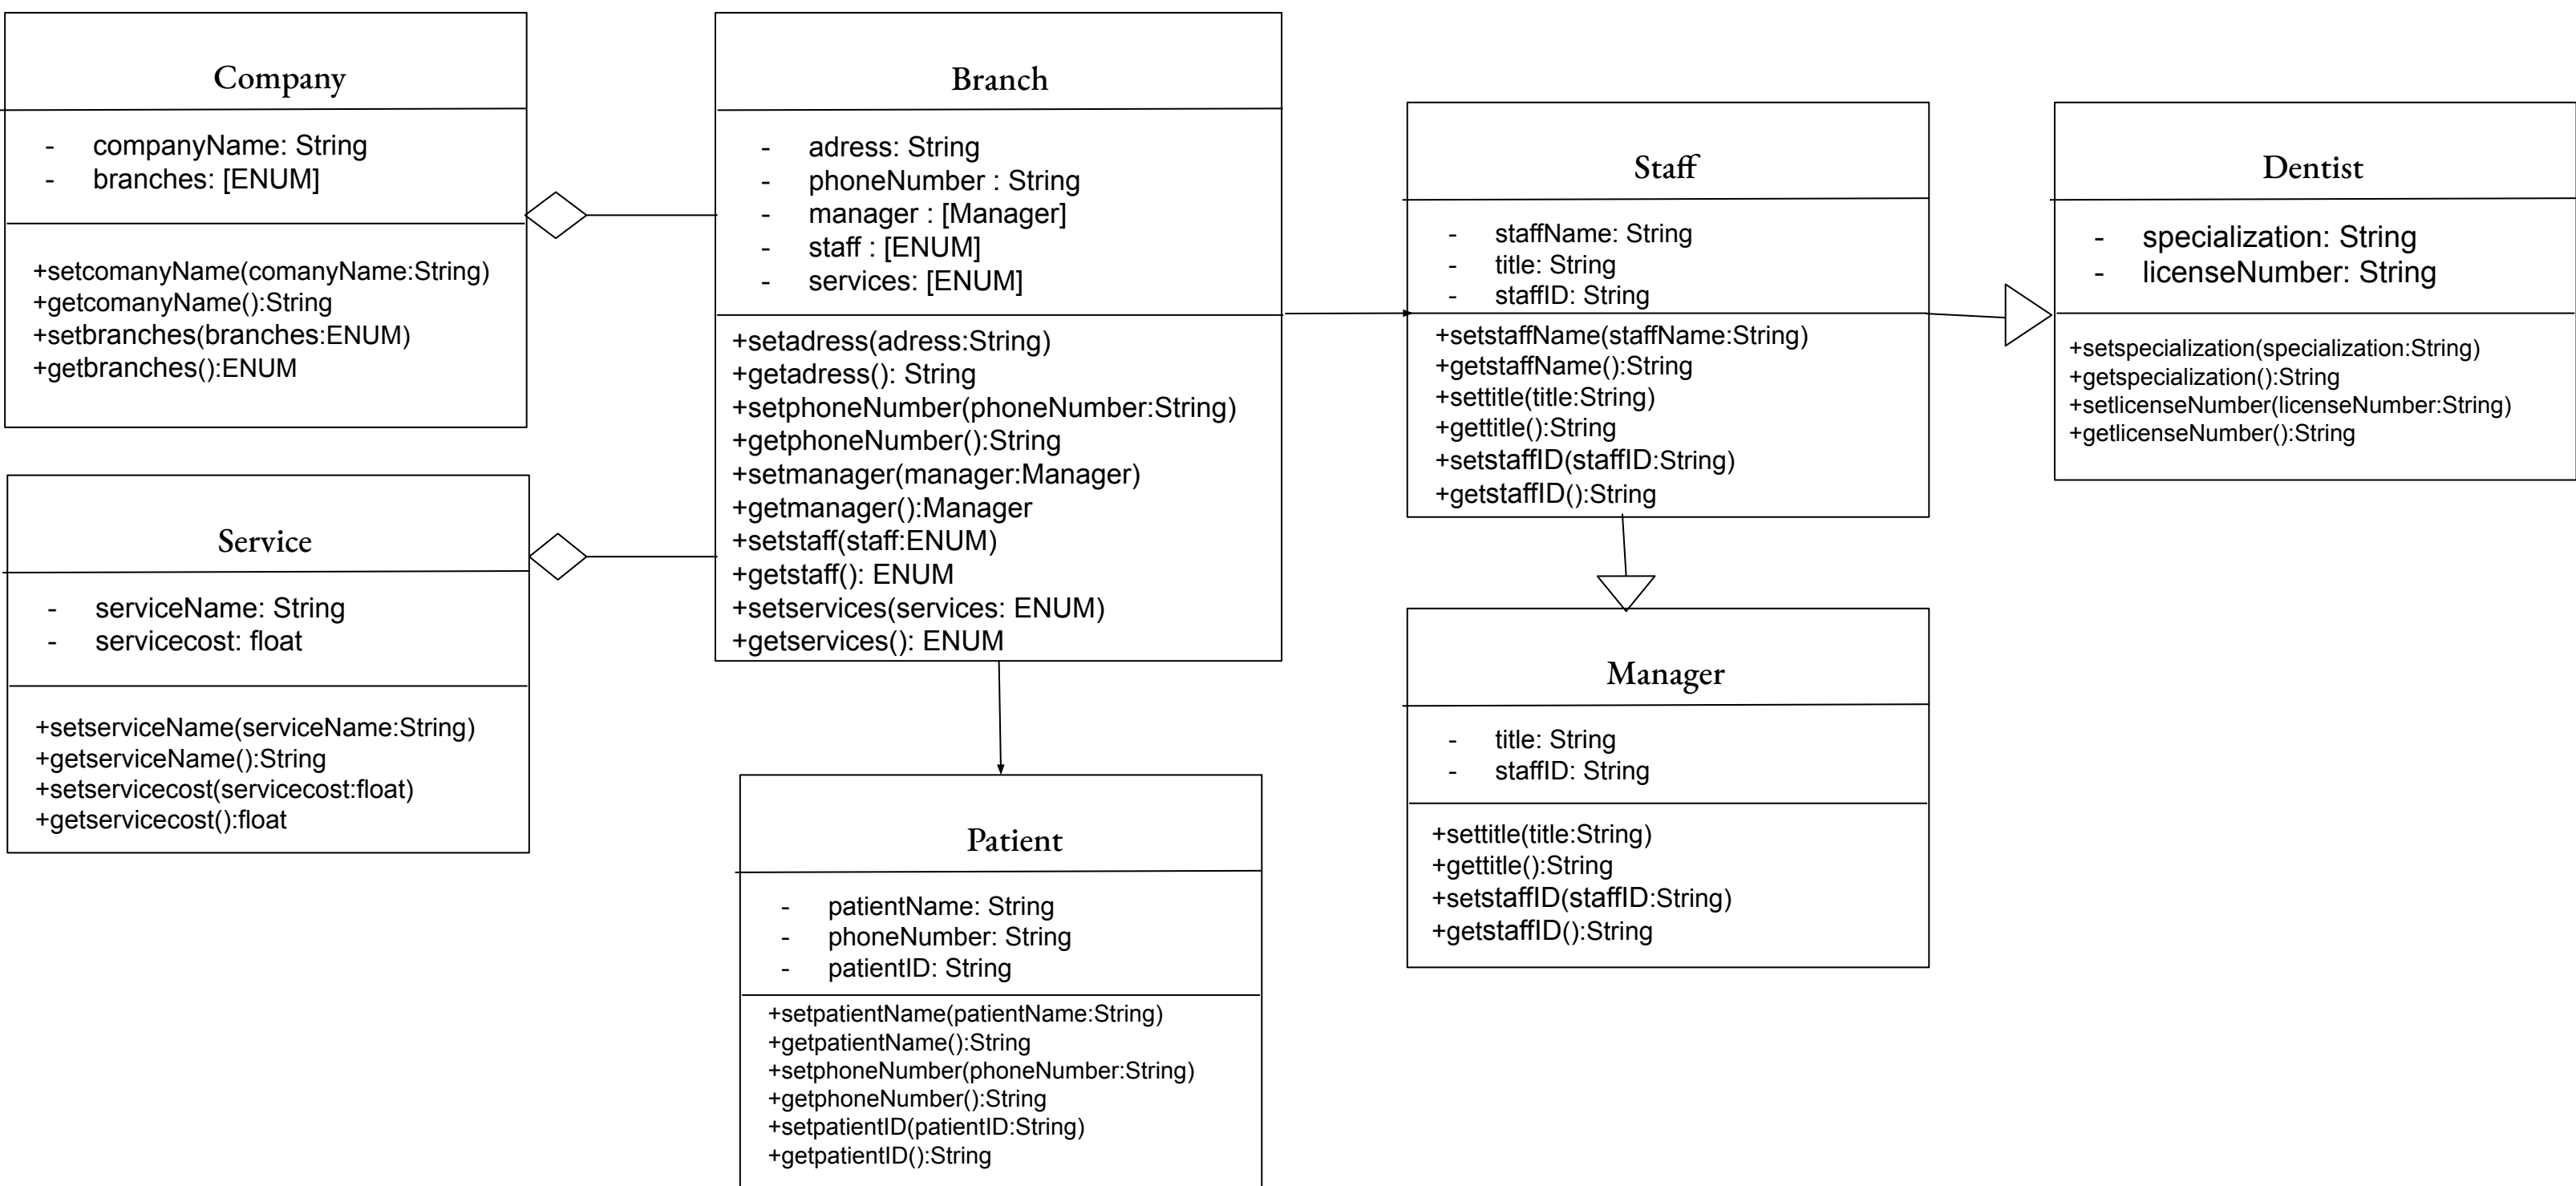 Company
- companyName: String
- branches: [ENUM]
+setcomanyName(comanyName:String)
+getcomanyName():String
+setbranches(branches:ENUM)
+getbranches():ENUM
Service
- serviceName: String
- servicecost: float
+setserviceName(serviceName:String)
+getserviceName():String
+setservicecost(servicecost:float)
+getservicecost():float
Branch
- adress: String
- phoneNumber : String
- manager : [Manager]
- staff : [ENUM]
- services: [ENUM]
+setadress(adress:String)
+getadress(): String
+setphoneNumber(phoneNumber:String)
+getphoneNumber():String
+setmanager(manager:Manager)
+getmanager():Manager
+setstaff(staff:ENUM)
+getstaff(): ENUM
+setservices(services: ENUM)
+getservices(): ENUM
Patient
- patientName: String
- phoneNumber: String
- patientID: String
+setpatientName(patientName:String)
+getpatientName():String
+setphoneNumber(phoneNumber:String)
+getphoneNumber():String
+setpatientID(patientID:String)
+getpatientID():String
Staff
- staffName: String
- title: String
- staffID: String
+setstaffName(staffName:String)
+getstaffName():String
+settitle(title:String)
+gettitle():String
+setstaffID(staffID:String)
+getstaffID():String
Manager
- title: String
- staffID: String
+settitle(title:String)
+gettitle():String
+setstaffID(staffID:String)
+getstaffID():String
Dentist
- specialization: String
- licenseNumber: String
+setspecialization(specialization:String)
+getspecialization():String
+setlicenseNumber(licenseNumber:String)
+getlicenseNumber():String